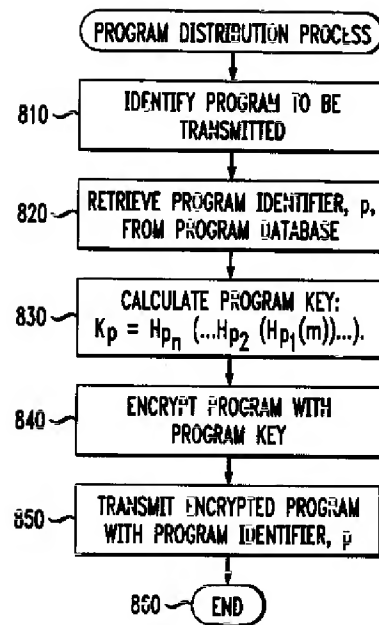 PROGRAM DISTRIBUTION PROCESS
810
IDENTIFY PROGRAM TO BE
TRANSMITTED
820
RETRIEVE PROGRAM IDENTIFIER, p,
FROM PROGRAM DATABASE
830
CALCULATE PROGRAM KEY:
Kp = Hpn (...Hp2 (Hp1(m))...).
840
ENCRYPT PROGRAM WITH
PROGRAM KEY
850
TRANSMIT ENCRYPTED PROGRAM
WITH PROGRAM IDENTIFIER, p
860
END